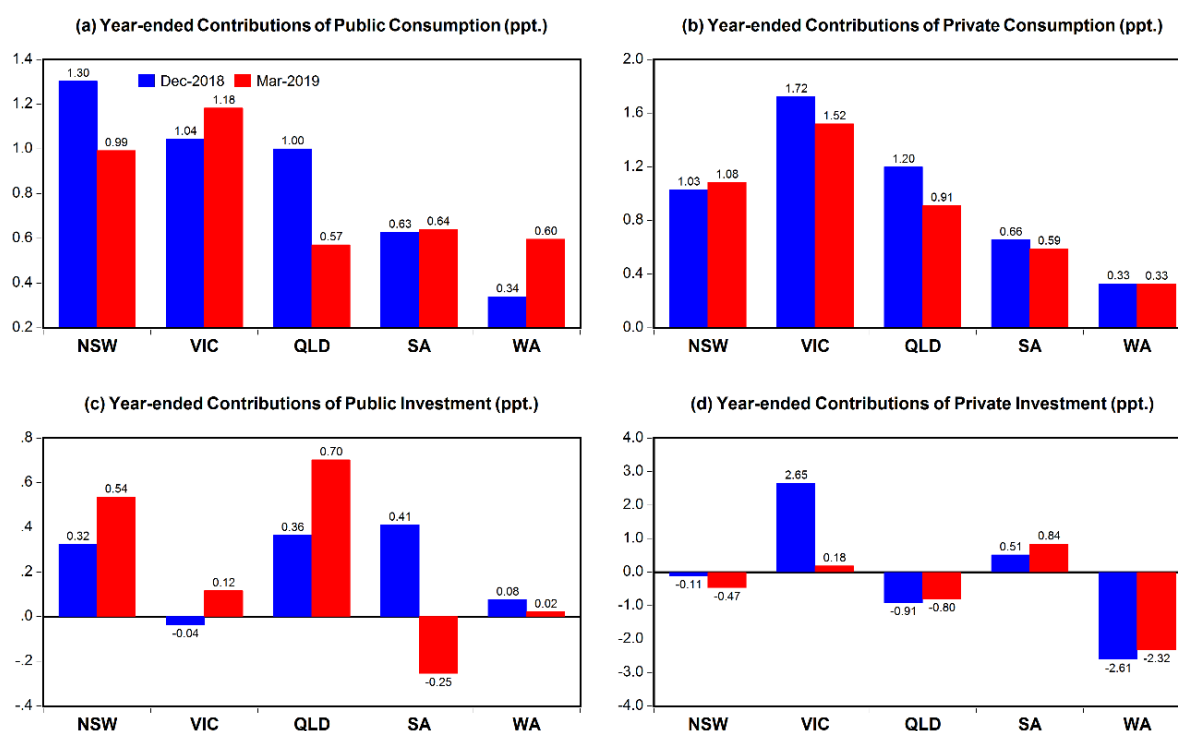 (a) Year-ended Contributions of Public Consumption (ppt.)
1.4
1.2
1.0
0.8
0.6
0.4
0.2
Dec-2018 Mar-2019
1.30 0.99 1.04 1.18 1.00 0.57 0.63 0.64 0.34 0.60
NSW VIC QLD SA WA
(b) Year-ended Contributions of Private Consumption (ppt.)
2.0
1.6
1.2
0.8
0.4
0.0
1.03 1.08 1.72 1.52 1.20 0.91 0.66 0.59 0.33 0.33
NSW VIC QLD SA WA
(c) Year-ended Contributions of Public Investment (ppt.)
.8
.6
.4
.2
.0
-.2
-.4
0.32 0.54 -0.04 0.12 0.36 0.70 0.41 -0.25 0.08 0.02
NSW VIC QLD SA WA
(d) Year-ended Contributions of Private Investment (ppt.)
4.0
3.0
2.0
1.0
0.0
-1.0
-2.0
-3.0
-4.0
-0.11 -0.47 2.65 0.18 -0.91 -0.80 0.51 0.84 -2.61 -2.32
NSW VIC QLD SA WA